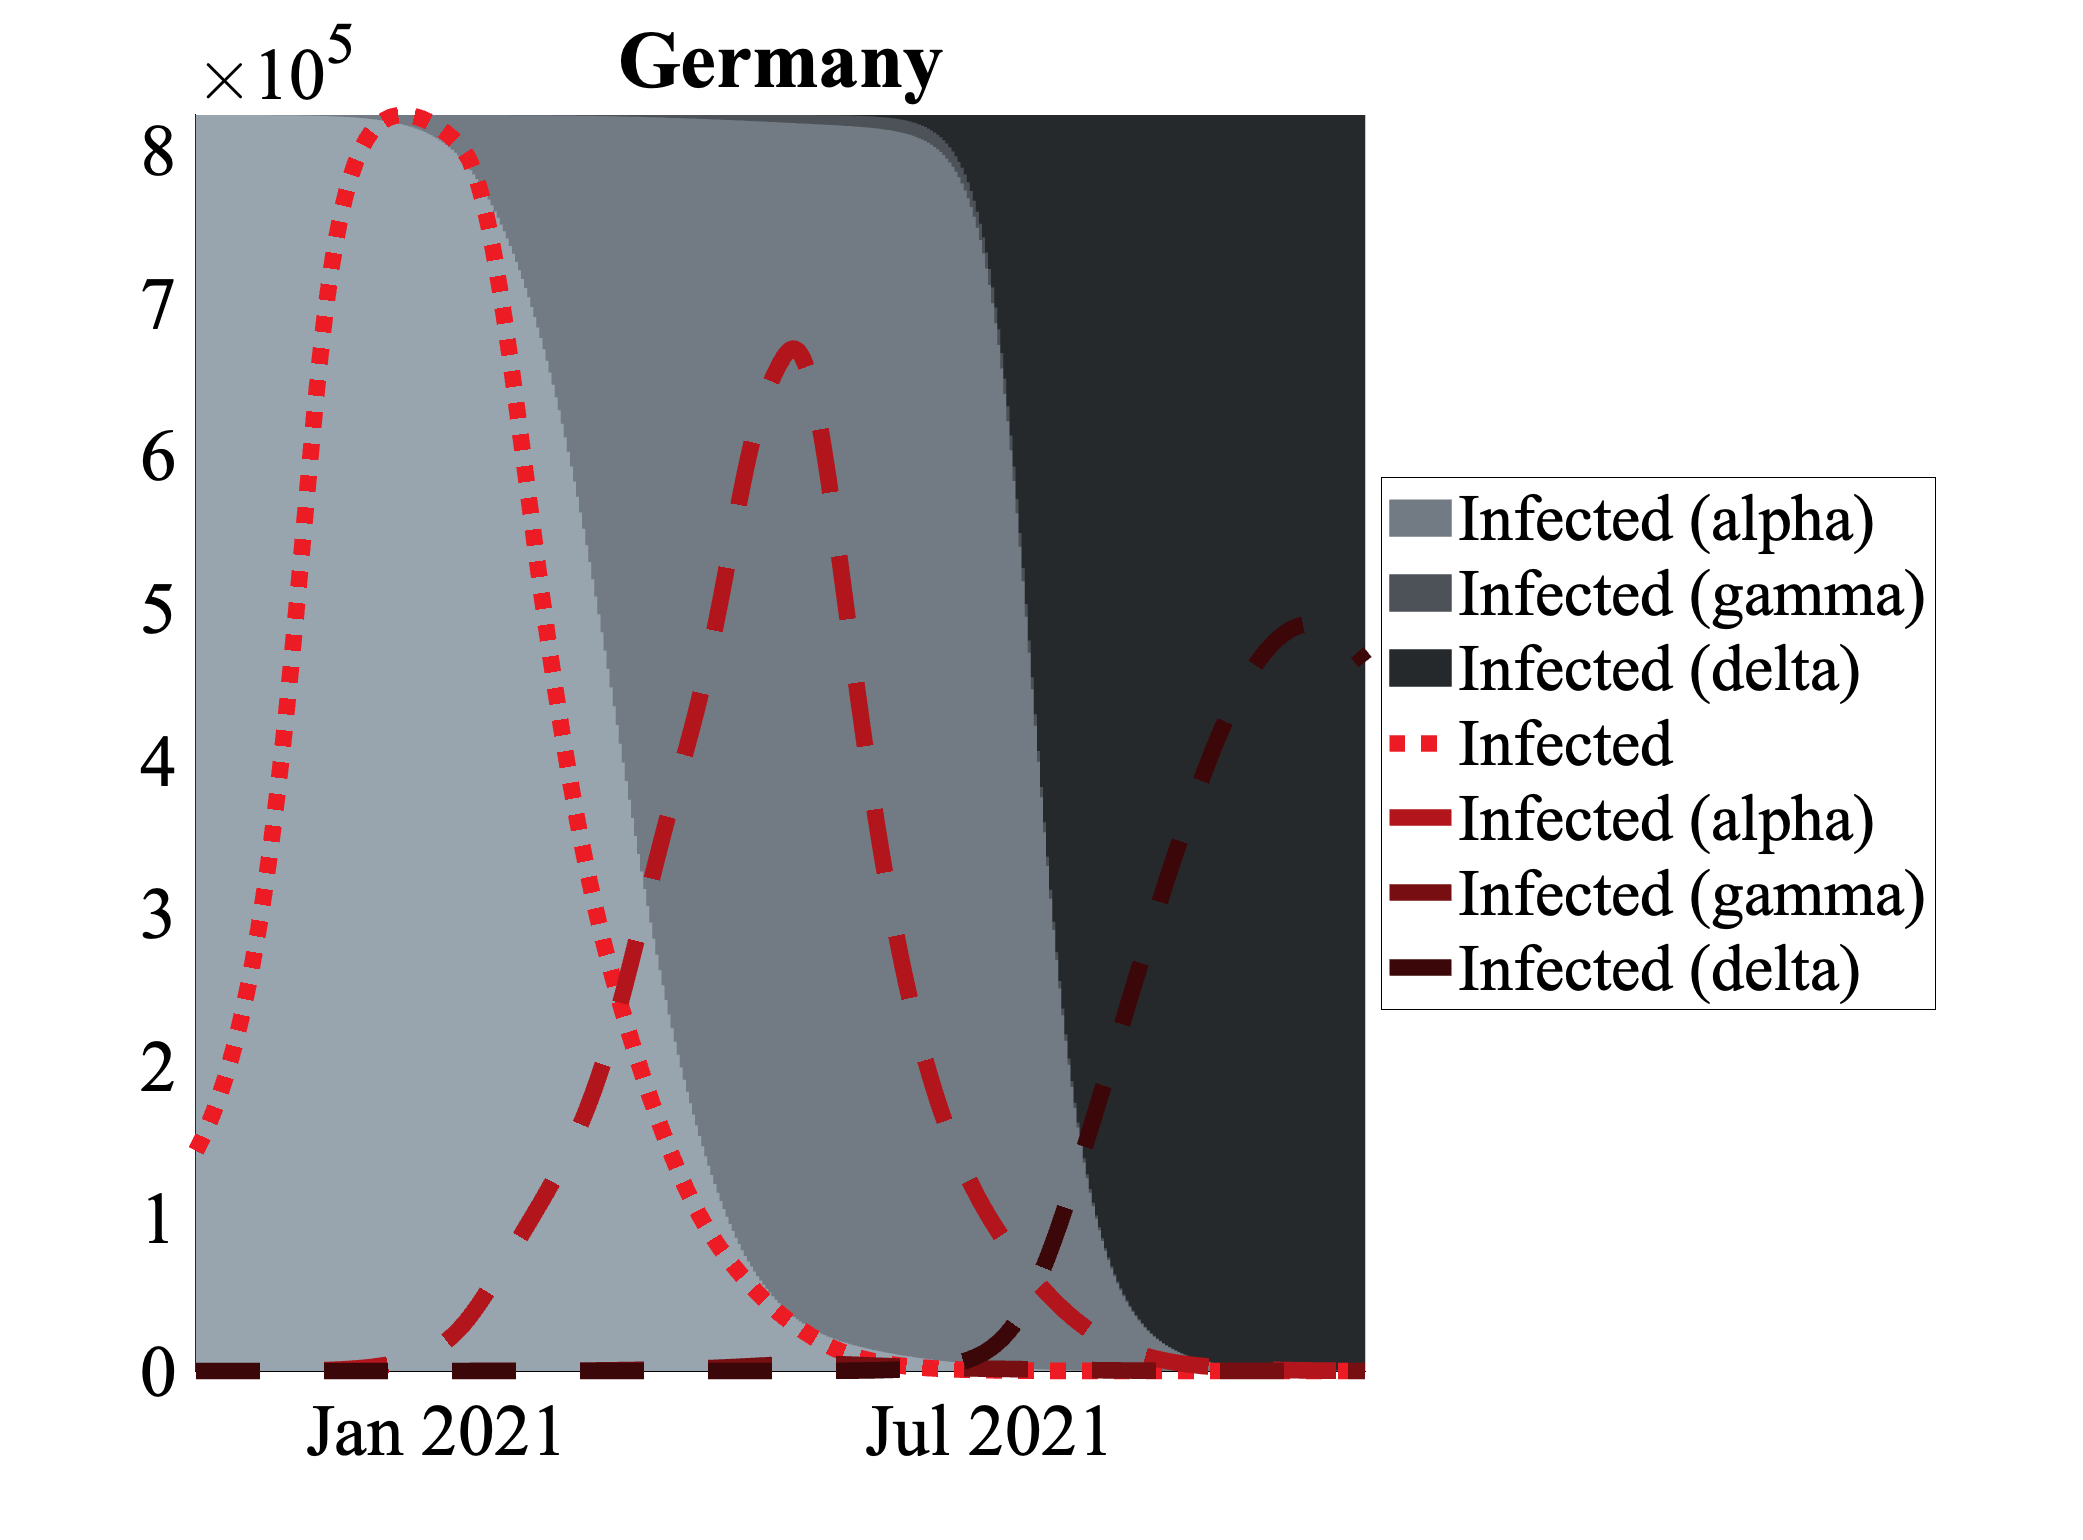 Germany
×10^5
8
7
6
5
4
3
2
1
0
Jan 2021
Jul 2021
Infected (alpha)
Infected (gamma)
Infected (delta)
Infected
Infected (alpha)
Infected (gamma)
Infected (delta)